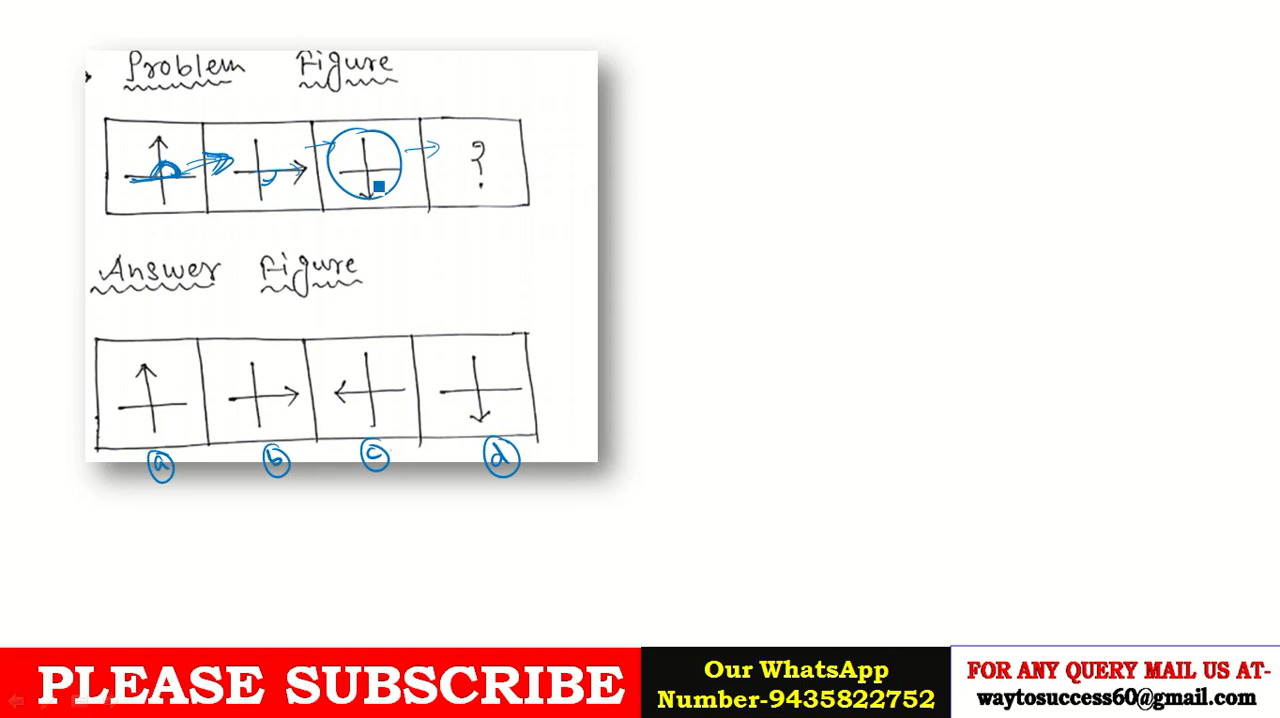 Problem Figure
?
Answer Figure
a b c d
PLEASE SUBSCRIBE
Our WhatsApp
Number-9435822752
FOR ANY QUERY MAIL US AT-
waytosuccess60@gmail.com